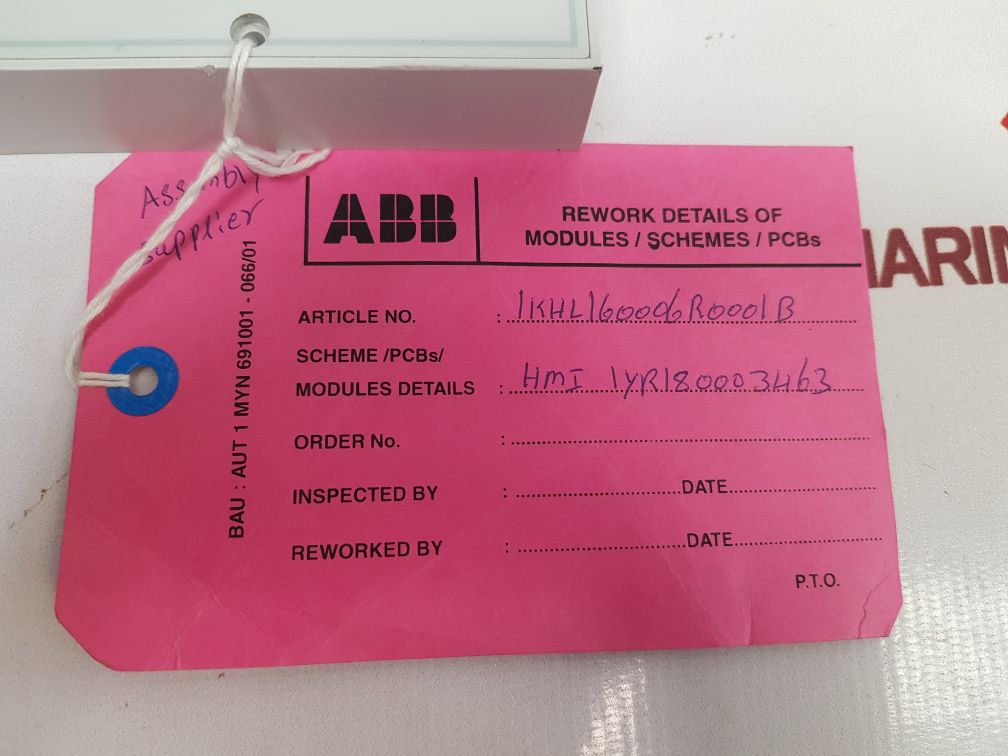 Assembly
supplier
ABB
REWORK DETAILS OF
MODULES / SCHEMES / PCBs
ARTICLE NO. : 1KHL160006R0001B
SCHEME /PCBs/
MODULES DETAILS : HMI 1YR180003463
ORDER No. :
INSPECTED BY : DATE
REWORKED BY : DATE
P.T.O.
BAU : AUT 1 MYN 691001 - 066/01
ARIN